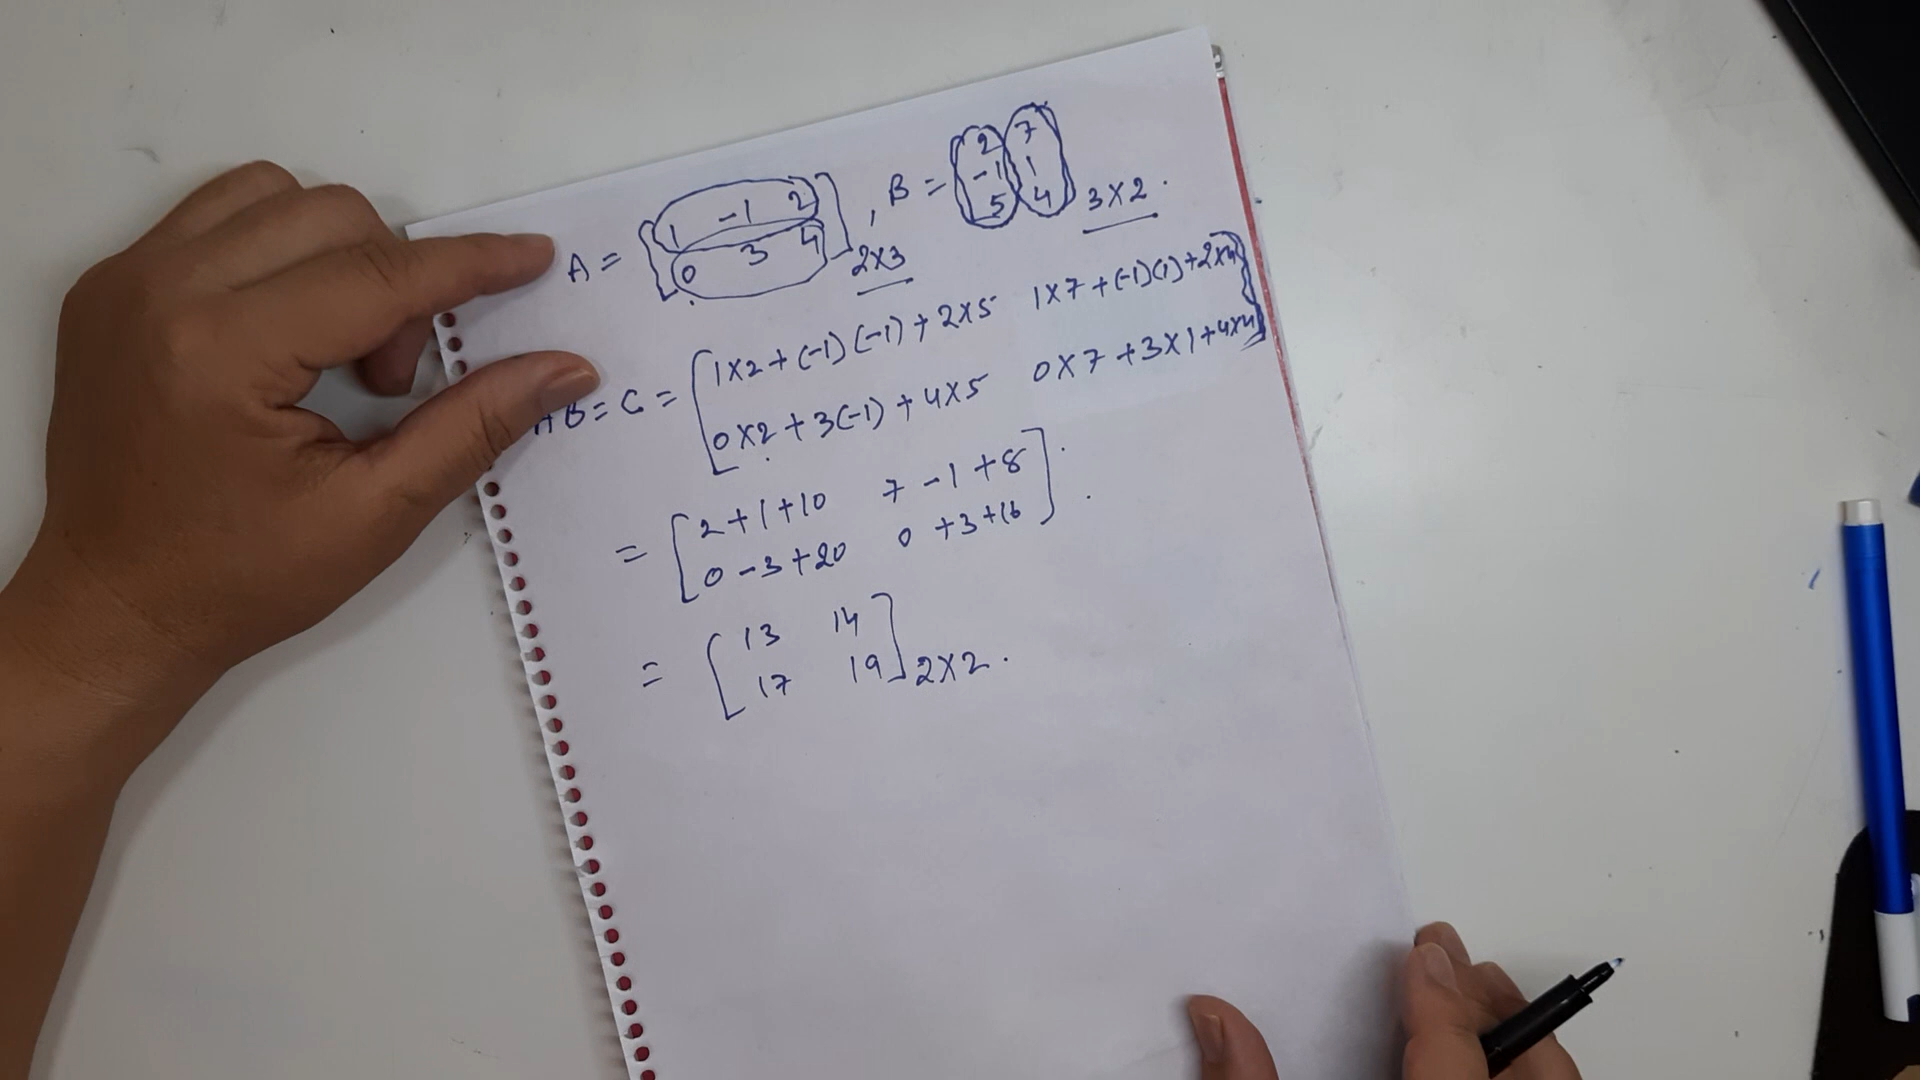 A = [ 1 -1 2 ] , B = [ 2 7 ]
[ 0 3 4 ] 2X3 [ -1 1 ]
[ 5 4 ] 3X2 .
AB = C = [ 1X2 + (-1) (-1) + 2X5 1X7 + (-1)(1) + 2X4 ]
[ 0X2 + 3(-1) + 4X5 0X7 + 3X1 + 4X4 ]
= [ 2+1+10 7 -1 +8 ] .
[ 0 -3 +20 0 +3 +16 ] .
= [ 13 14 ]
[ 17 19 ] 2X2 .